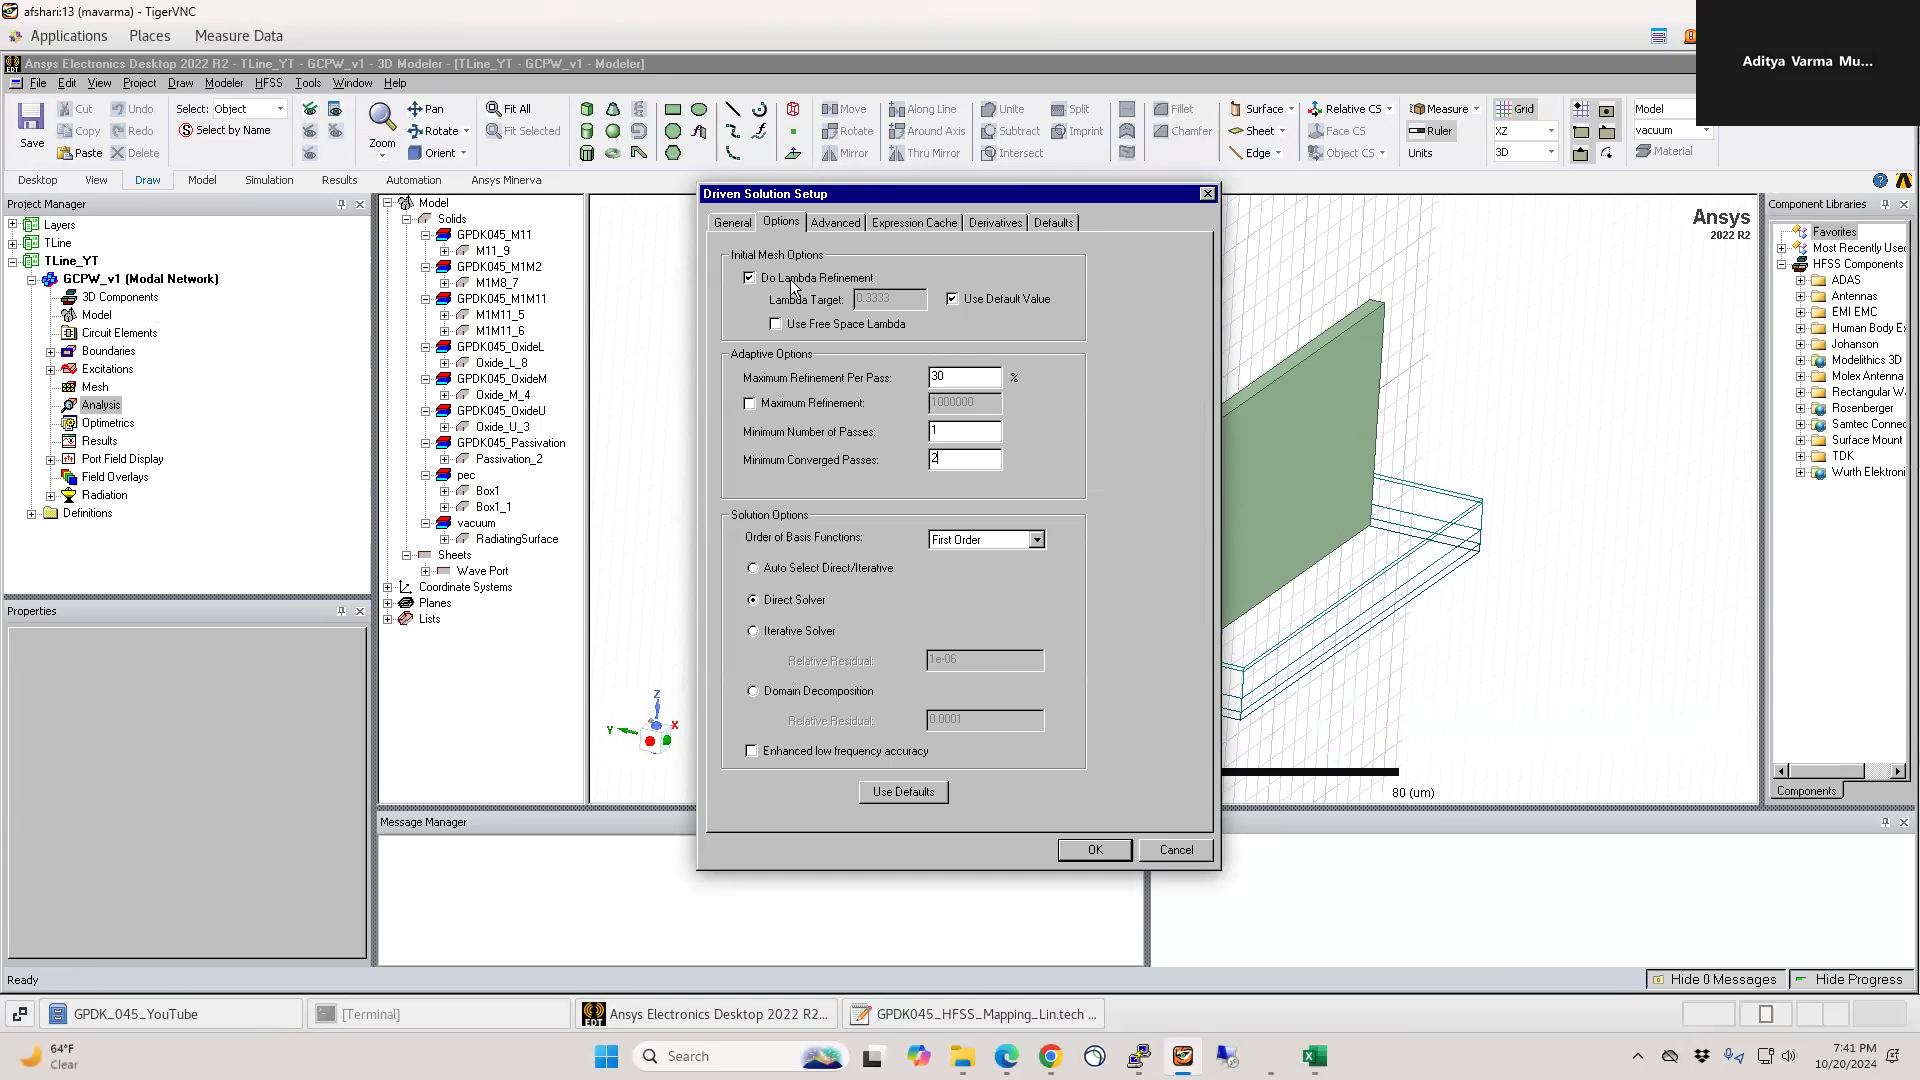 afshari:13 (mavarma) - TigerVNC
Applications Places Measure Data
Aditya Varma Mu...
Ansys Electronics Desktop 2022 R2 - TLine_YT - GCPW_v1 - 3D Modeler - [TLine_YT - GCPW_v1 - Modeler]
File Edit View Project Draw Modeler HFSS Tools Window Help
Save
Cut Undo
Copy Redo
Paste Delete
Select: Object
Select by Name
Zoom
Pan
Rotate
Orient
Fit All
Fit Selected
Move Along Line Unite Split Fillet
Rotate Around Axis Subtract Imprint Chamfer
Mirror Thru Mirror Intersect
Surface Relative CS Measure Grid
Sheet Face CS Ruler XZ
Edge Object CS Units 3D
Model
vacuum
Material
Desktop View Draw Model Simulation Results Automation Ansys Minerva
Project Manager
Layers
TLine
TLine_YT
GCPW_v1 (Modal Network)
3D Components
Model
Circuit Elements
Boundaries
Excitations
Mesh
Analysis
Optimetrics
Results
Port Field Display
Field Overlays
Radiation
Definitions
Properties
Model
Solids
GPDK045_M11
M11_9
GPDK045_M1M2
M1M8_7
GPDK045_M1M11
M1M11_5
M1M11_6
GPDK045_OxideL
Oxide_L_8
GPDK045_OxideM
Oxide_M_4
GPDK045_OxideU
Oxide_U_3
GPDK045_Passivation
Passivation_2
pec
Box1
Box1_1
vacuum
RadiatingSurface
Sheets
Wave Port
Coordinate Systems
Planes
Lists
Z
Y
X
Driven Solution Setup
General Options Advanced Expression Cache Derivatives Defaults
Initial Mesh Options
Do Lambda Refinement
Lambda Target: 0.3333 Use Default Value
Use Free Space Lambda
Adaptive Options
Maximum Refinement Per Pass: 30 %
Maximum Refinement: 1000000
Minimum Number of Passes: 1
Minimum Converged Passes: 2
Solution Options
Order of Basis Functions: First Order
Auto Select Direct/Iterative
Direct Solver
Iterative Solver
Relative Residual: 1e-06
Domain Decomposition
Relative Residual: 0.0001
Enhanced low frequency accuracy
Use Defaults
OK Cancel
Ansys
2022 R2
80 (um)
Component Libraries
Favorites
Most Recently Used
HFSS Components
ADAS
Antennas
EMI EMC
Human Body Ex
Johanson
Modelithics 3D
Molex Antenna
Rectangular W
Rosenberger
Samtec Connec
Surface Mount
TDK
Wurth Elektroni
Components
Message Manager
Ready
Hide 0 Messages Hide Progress
GPDK_045_YouTube [Terminal] Ansys Electronics Desktop 2022 R2... GPDK045_HFSS_Mapping_Lin.tech ...
64°F
Clear
Search
7:41 PM
10/20/2024